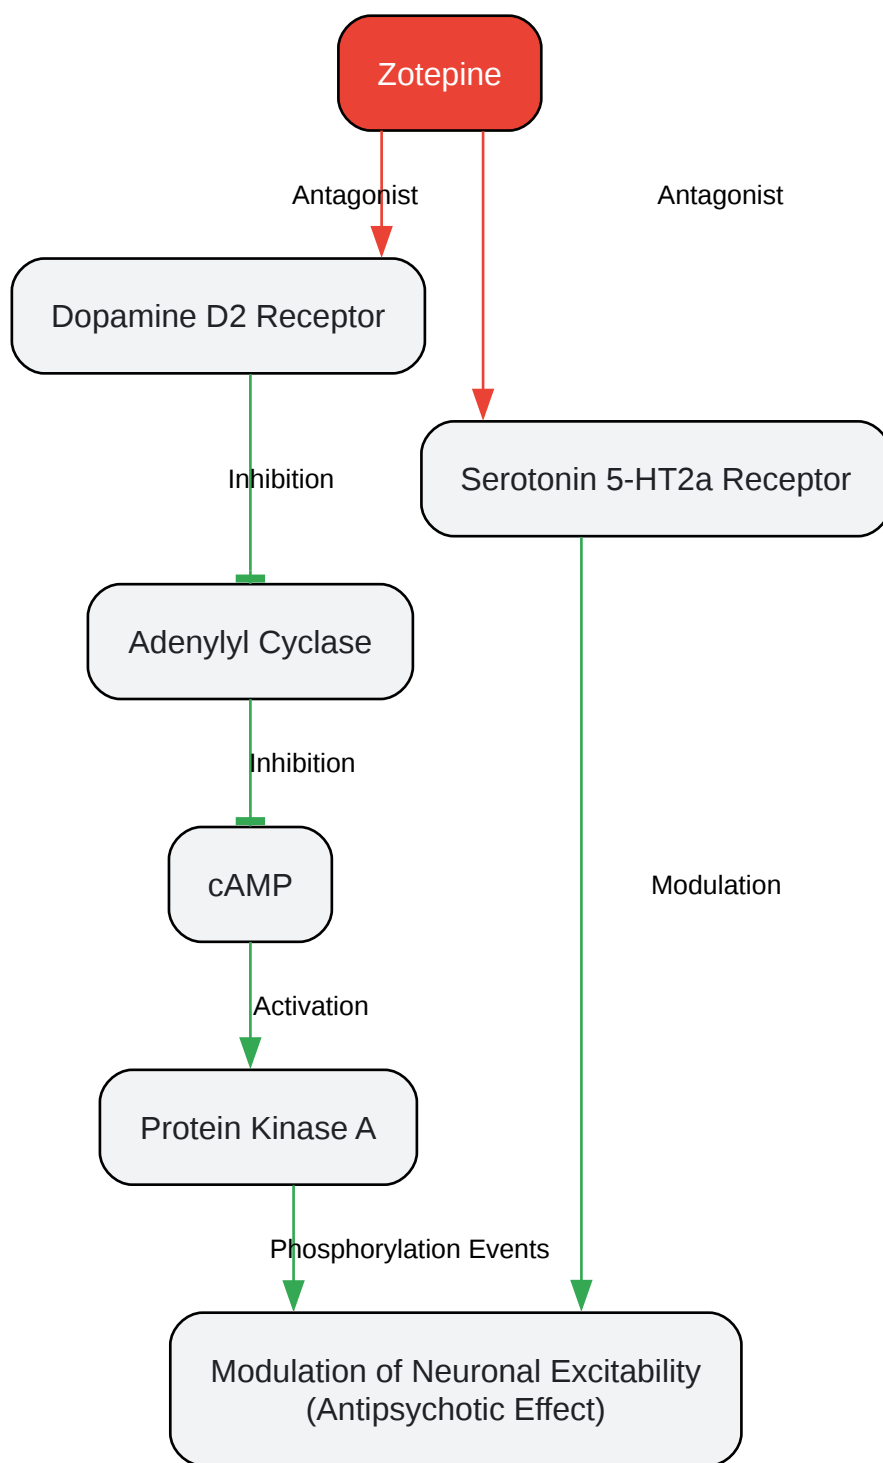 Zotepine
Antagonist
Antagonist
Dopamine D2 Receptor
Inhibition
Serotonin 5-HT2a Receptor
Adenylyl Cyclase
Inhibition
cAMP
Modulation
Activation
Protein Kinase A
Phosphorylation Events
Modulation of Neuronal Excitability
(Antipsychotic Effect)